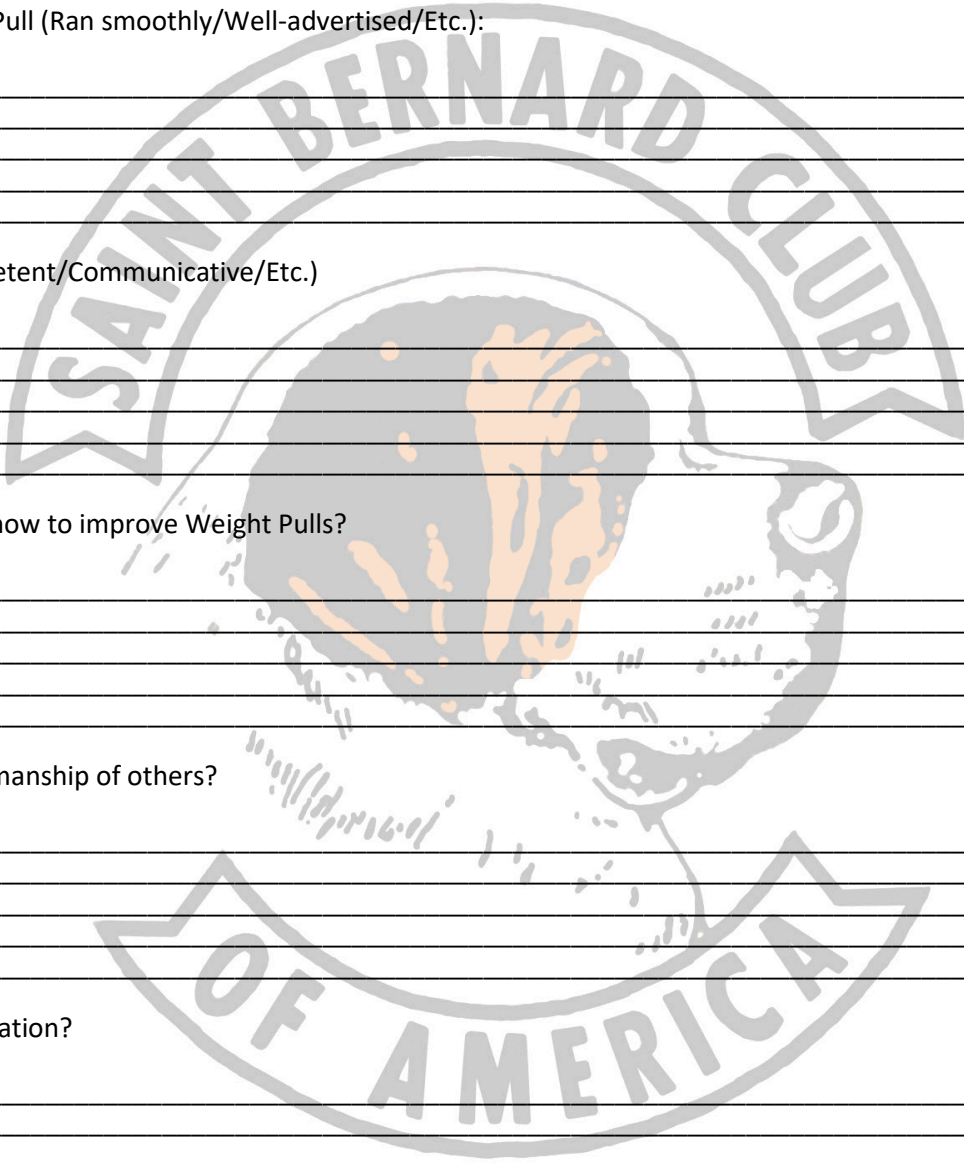 Pull (Ran smoothly/Well-advertised/Etc.):
SAINT BERNARD CLUB
etent/Communicative/Etc.)
how to improve Weight Pulls?
manship of others?
ation?
OF AMERICA